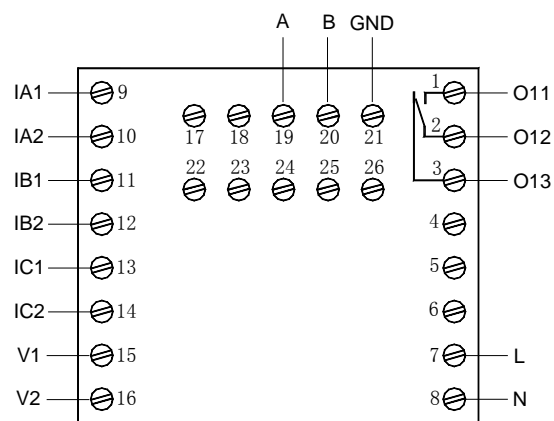 A B GND
IA1 9 1 O11
IA2 10 17 18 19 20 21 2 O12
IB1 11 22 23 24 25 26 3 O13
IB2 12 4
IC1 13 5
IC2 14 6
V1 15 7 L
V2 16 8 N